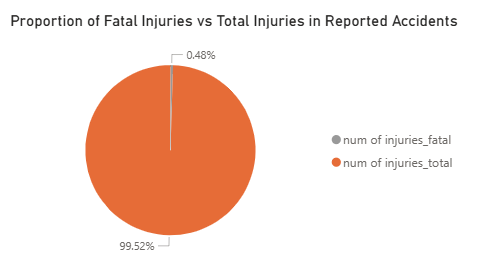 Proportion of Fatal Injuries vs Total Injuries in Reported Accidents
0.48%
num of injuries_fatal
num of injuries_total
99.52%